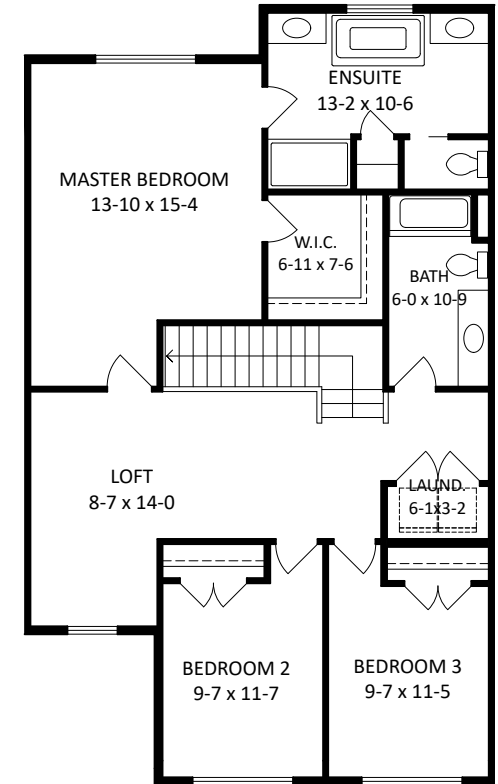 ENSUITE
13-2 x 10-6
MASTER BEDROOM
13-10 x 15-4
W.I.C.
6-11 x 7-6
BATH
6-0 x 10-9
LOFT
8-7 x 14-0
LAUND.
6-1x3-2
BEDROOM 2
9-7 x 11-7
BEDROOM 3
9-7 x 11-5